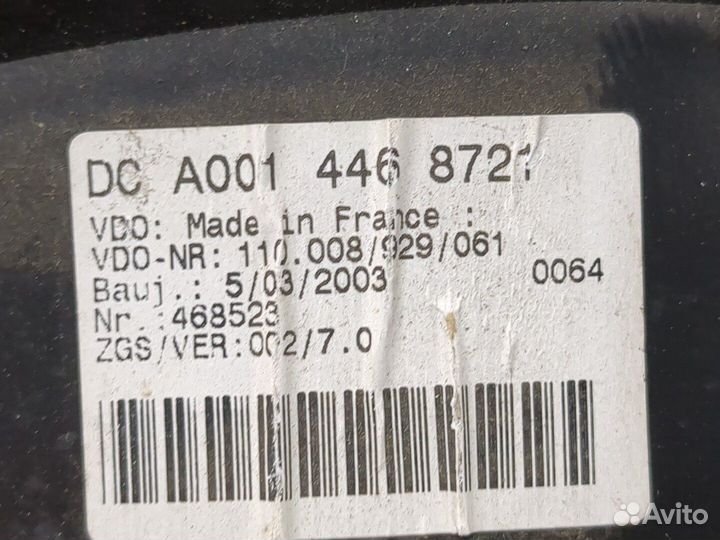 DC A001 446 8721
VDO: Made in France :
VDO-NR: 110.008/929/061
Bauj.: 5/03/2003 0064
Nr.:468523
ZGS/VER:002/7.0
Avito